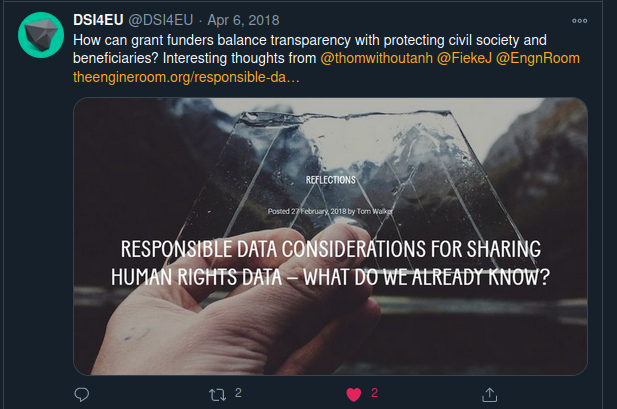 DSI4EU @DSI4EU · Apr 6, 2018
How can grant funders balance transparency with protecting civil society and
beneficiaries? Interesting thoughts from @thomwithoutanh @FiekeJ @EngnRoom
theengineroom.org/responsible-da…
REFLECTIONS
Posted 27 February, 2018 by Tom Walker
RESPONSIBLE DATA CONSIDERATIONS FOR SHARING
HUMAN RIGHTS DATA – WHAT DO WE ALREADY KNOW?
2 2